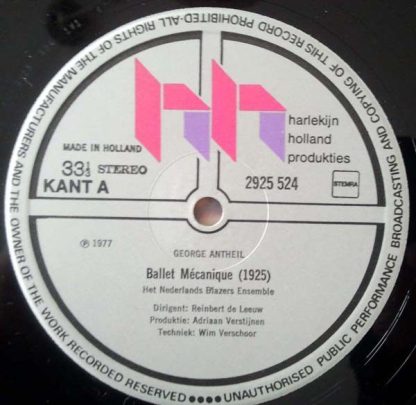 ALL RIGHTS OF THE MANUFACTURERS AND THE OWNER OF THE WORK RECORDED RESERVED •••• UNAUTHORISED PUBLIC PERFORMANCE BROADCASTING AND COPYING OF THIS RECORD PROHIBITED-
hh
harlekijn
holland
produkties
MADE IN HOLLAND
33⅓ STEREO
KANT A
2925 524
STEMRA
℗ 1977
GEORGE ANTHEIL
Ballet Mécanique (1925)
Het Nederlands Blazers Ensemble
Dirigent: Reinbert de Leeuw
Produktie: Adriaan Verstijnen
Techniek: Wim Verschoor